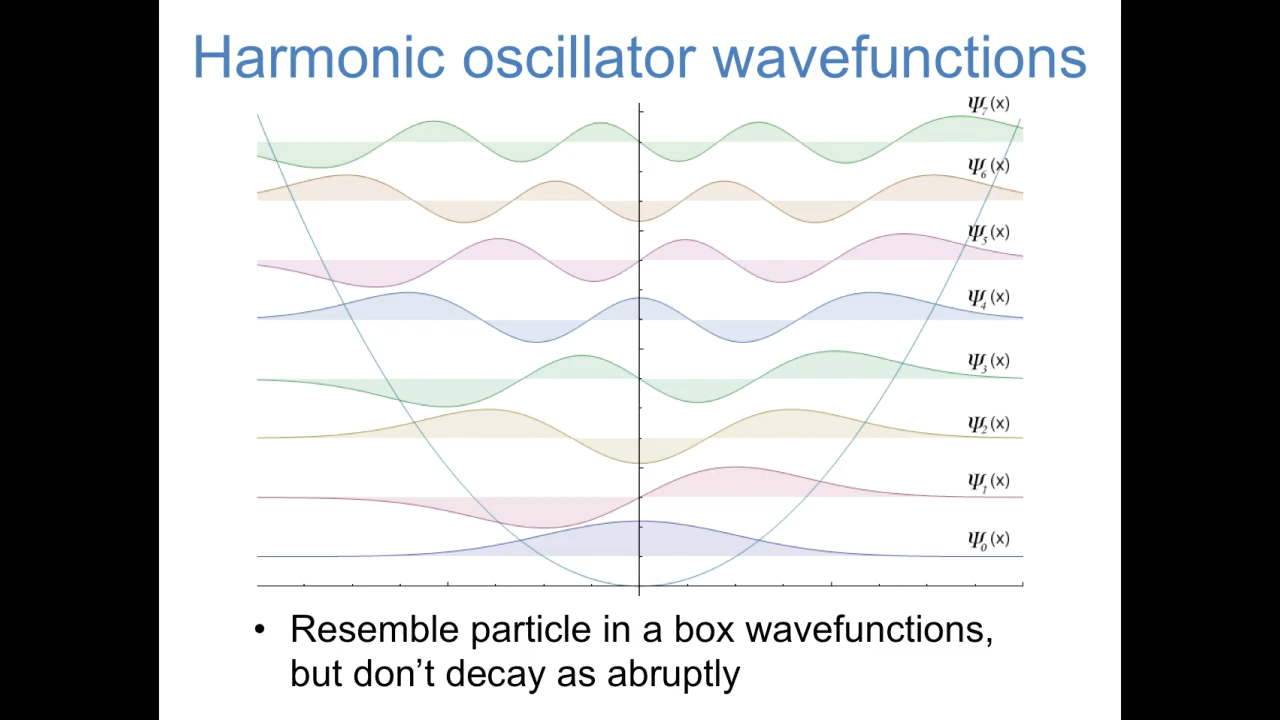 Harmonic oscillator wavefunctions
Ψ₇(x)
Ψ₆(x)
Ψ₅(x)
Ψ₄(x)
Ψ₃(x)
Ψ₂(x)
Ψ₁(x)
Ψ₀(x)
• Resemble particle in a box wavefunctions,
but don’t decay as abruptly